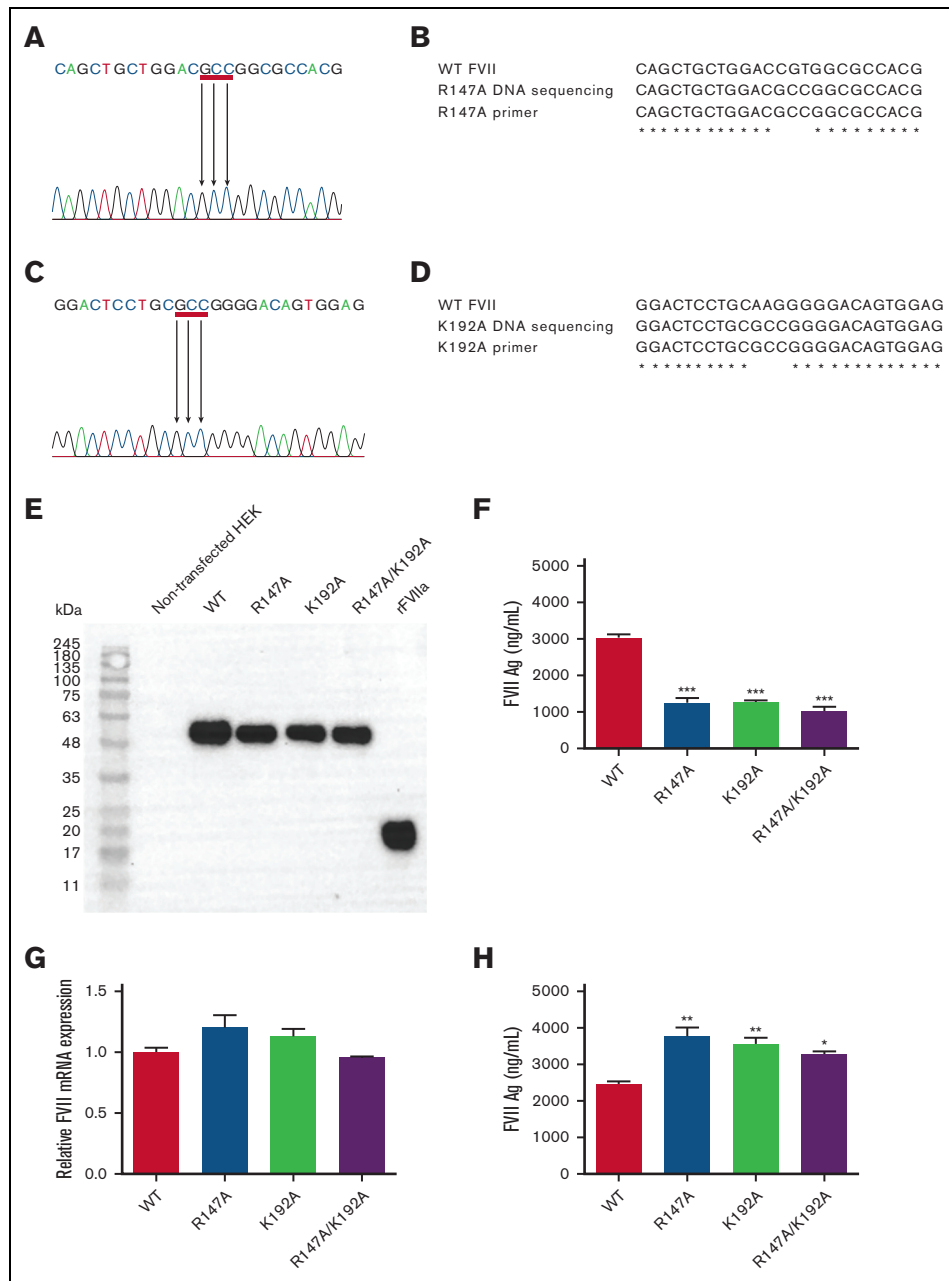 A
CAGCTGCTGGACGCCGGCGCCACG
B
WT FVII CAGCTGCTGGACCGTGGCGCCACG
R147A DNA sequencing CAGCTGCTGGACGCCGGCGCCACG
R147A primer CAGCTGCTGGACGCCGGCGCCACG
* * * * * * * * * * * * * * * * * * * * *
C
GGACTCCTGCGCCGGGGACAGTGGAG
D
WT FVII GGACTCCTGCAAGGGGGACAGTGGAG
K192A DNA sequencing GGACTCCTGCGCCGGGGACAGTGGAG
K192A primer GGACTCCTGCGCCGGGGACAGTGGAG
* * * * * * * * * * * * * * * * * * * * * * *
E
kDa
Non-transfected HEK
WT
R147A
K192A
R147A/K192A
rFVIIa
245
180
135
100
75
63
48
35
25
20
17
11
F
FVII Ag (ng/mL)
5000
4000
3000
2000
1000
0
***
***
***
WT
R147A
K192A
R147A/K192A
G
Relative FVII mRNA expression
1.5
1.0
0.5
0.0
WT
R147A
K192A
R147A/K192A
H
FVII Ag (ng/mL)
5000
4000
3000
2000
1000
0
**
**
*
WT
R147A
K192A
R147A/K192A